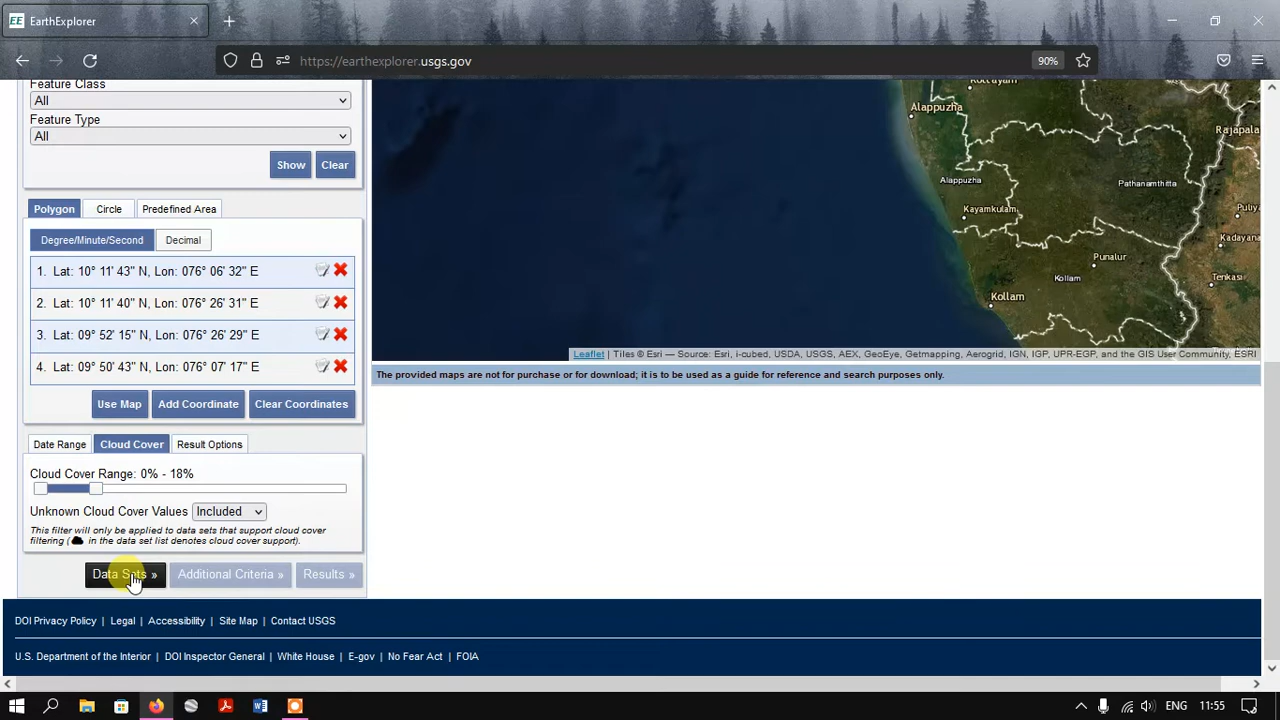 EE EarthExplorer
https://earthexplorer.usgs.gov
90%
Feature Class
All
Feature Type
All
Show Clear
Polygon Circle Predefined Area
Degree/Minute/Second Decimal
1. Lat: 10° 11' 43" N, Lon: 076° 06' 32" E
2. Lat: 10° 11' 40" N, Lon: 076° 26' 31" E
3. Lat: 09° 52' 15" N, Lon: 076° 26' 29" E
4. Lat: 09° 50' 43" N, Lon: 076° 07' 17" E
Use Map Add Coordinate Clear Coordinates
Date Range Cloud Cover Result Options
Cloud Cover Range: 0% - 18%
Unknown Cloud Cover Values Included
This filter will only be applied to data sets that support cloud cover
filtering ( in the data set list denotes cloud cover support).
Data Sets » Additional Criteria » Results »
Kottayam
Alappuzha
Rajapala
Alappuzha
Pathanamthitta
Kayamkulam
Puliy
Kadayana
Punalur
Kollam
Tenkasi
Kollam
Leaflet | Tiles © Esri — Source: Esri, i-cubed, USDA, USGS, AEX, GeoEye, Getmapping, Aerogrid, IGN, IGP, UPR-EGP, and the GIS User Community, ESRI
The provided maps are not for purchase or for download; it is to be used as a guide for reference and search purposes only.
DOI Privacy Policy | Legal | Accessibility | Site Map | Contact USGS
U.S. Department of the Interior | DOI Inspector General | White House | E-gov | No Fear Act | FOIA
ENG 11:55